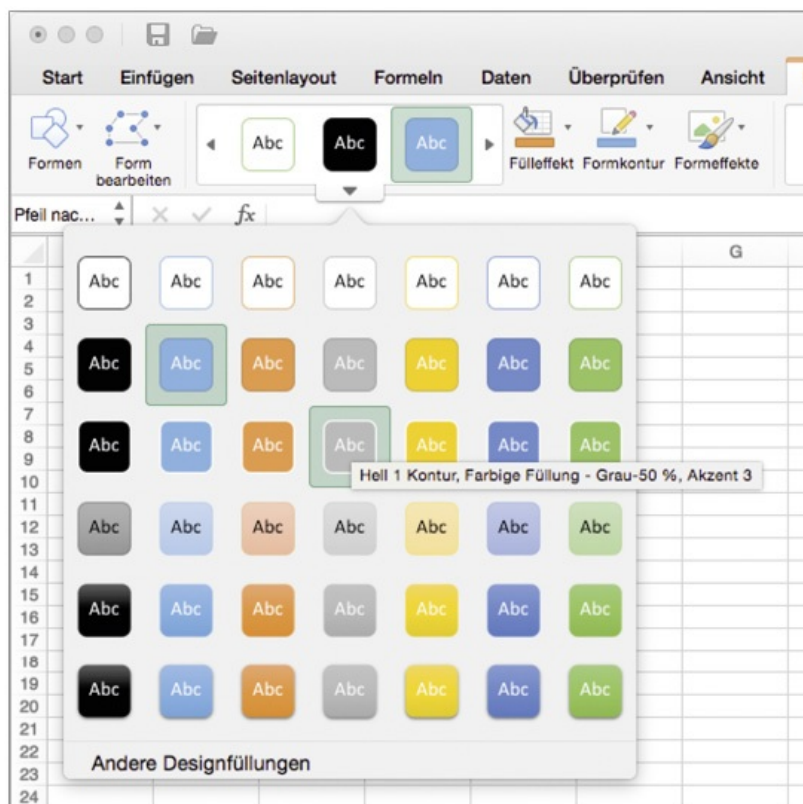 Start Einfügen Seitenlayout Formeln Daten Überprüfen Ansicht
Abc Abc Abc
Formen Form bearbeiten Fülleffekt Formkontur Formeffekte
Pfeil nac... fx
G
1
2
3
4
5
6
7
8
9
10
11
12
13
14
15
16
17
18
19
20
21
22
23
24
Abc Abc Abc Abc Abc Abc Abc
Abc Abc Abc Abc Abc Abc Abc
Abc Abc Abc Abc Abc Abc Abc
Hell 1 Kontur, Farbige Füllung - Grau-50 %, Akzent 3
Abc Abc Abc Abc Abc Abc Abc
Abc Abc Abc Abc Abc Abc Abc
Abc Abc Abc Abc Abc Abc Abc
Andere Designfüllungen